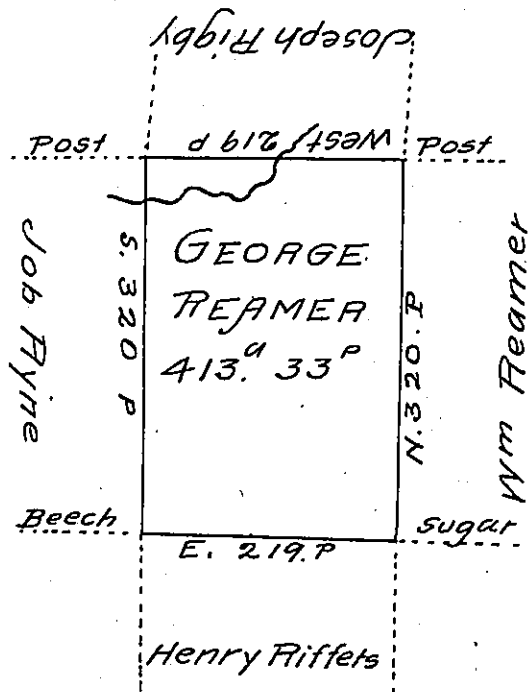 Joseph Rigby
Post
West 219 P
Post
Job Ryne
S. 320 P
GEORGE
REAMER
413.a 33P
N. 320. P
Wm Reamer
Beech
Sugar
E. 219. P
Henry Riffets